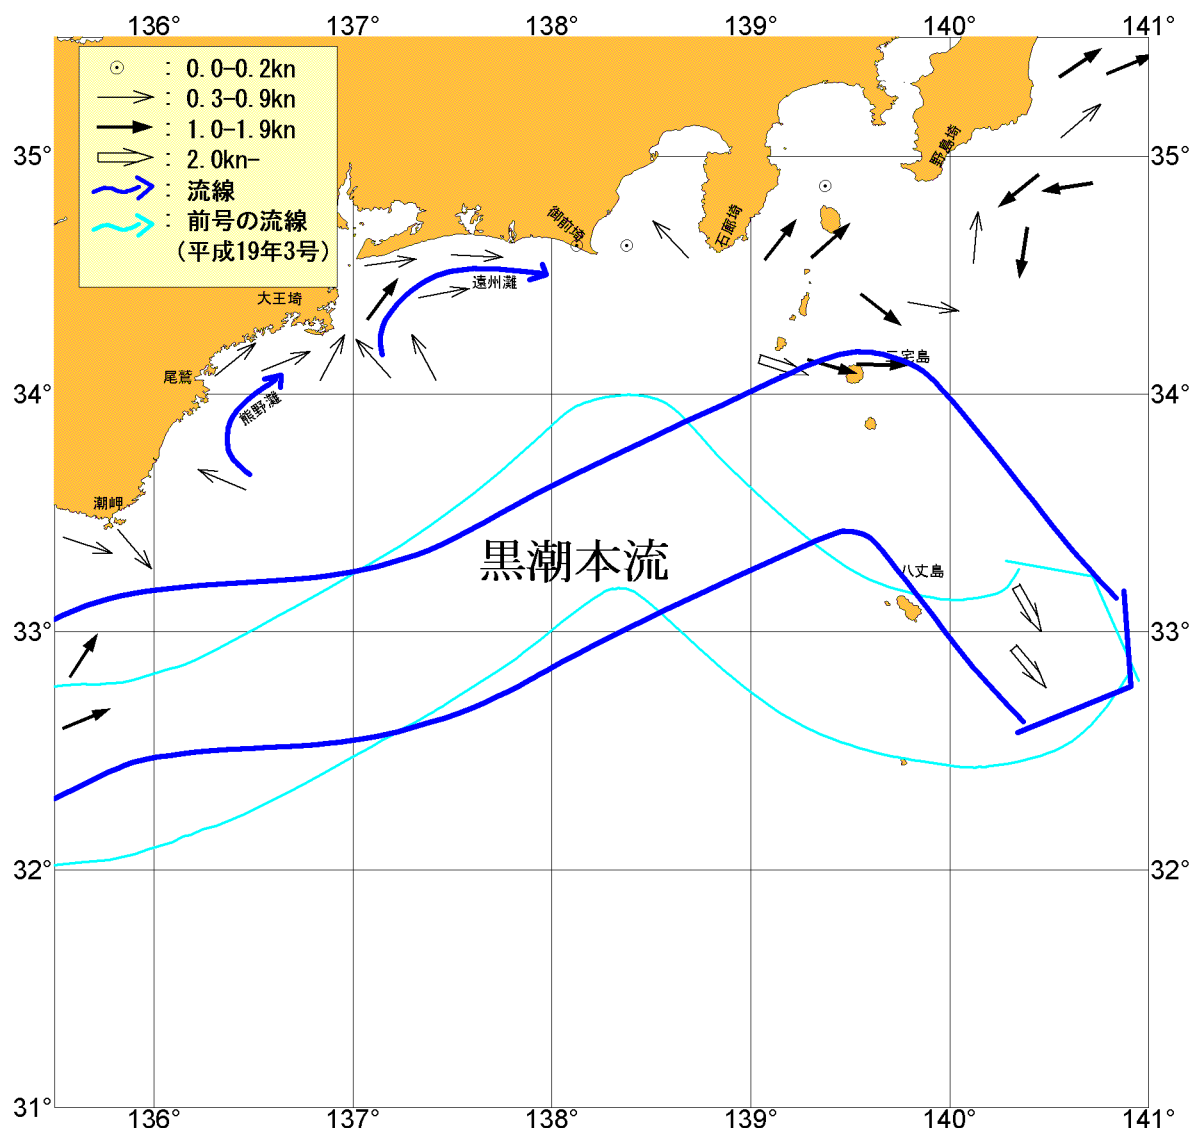 136° 137° 138° 139° 140° 141°
: 0.0-0.2kn
: 0.3-0.9kn
: 1.0-1.9kn
: 2.0kn-
: 流線
: 前号の流線
(平成19年3号)
35° 35°
野島埼
御前埼
石廊埼
遠州灘
大王埼
三宅島
尾鷲
34° 34°
熊野灘
潮岬
黒潮本流
八丈島
33° 33°
32° 32°
31° 31°
136° 137° 138° 139° 140° 141°